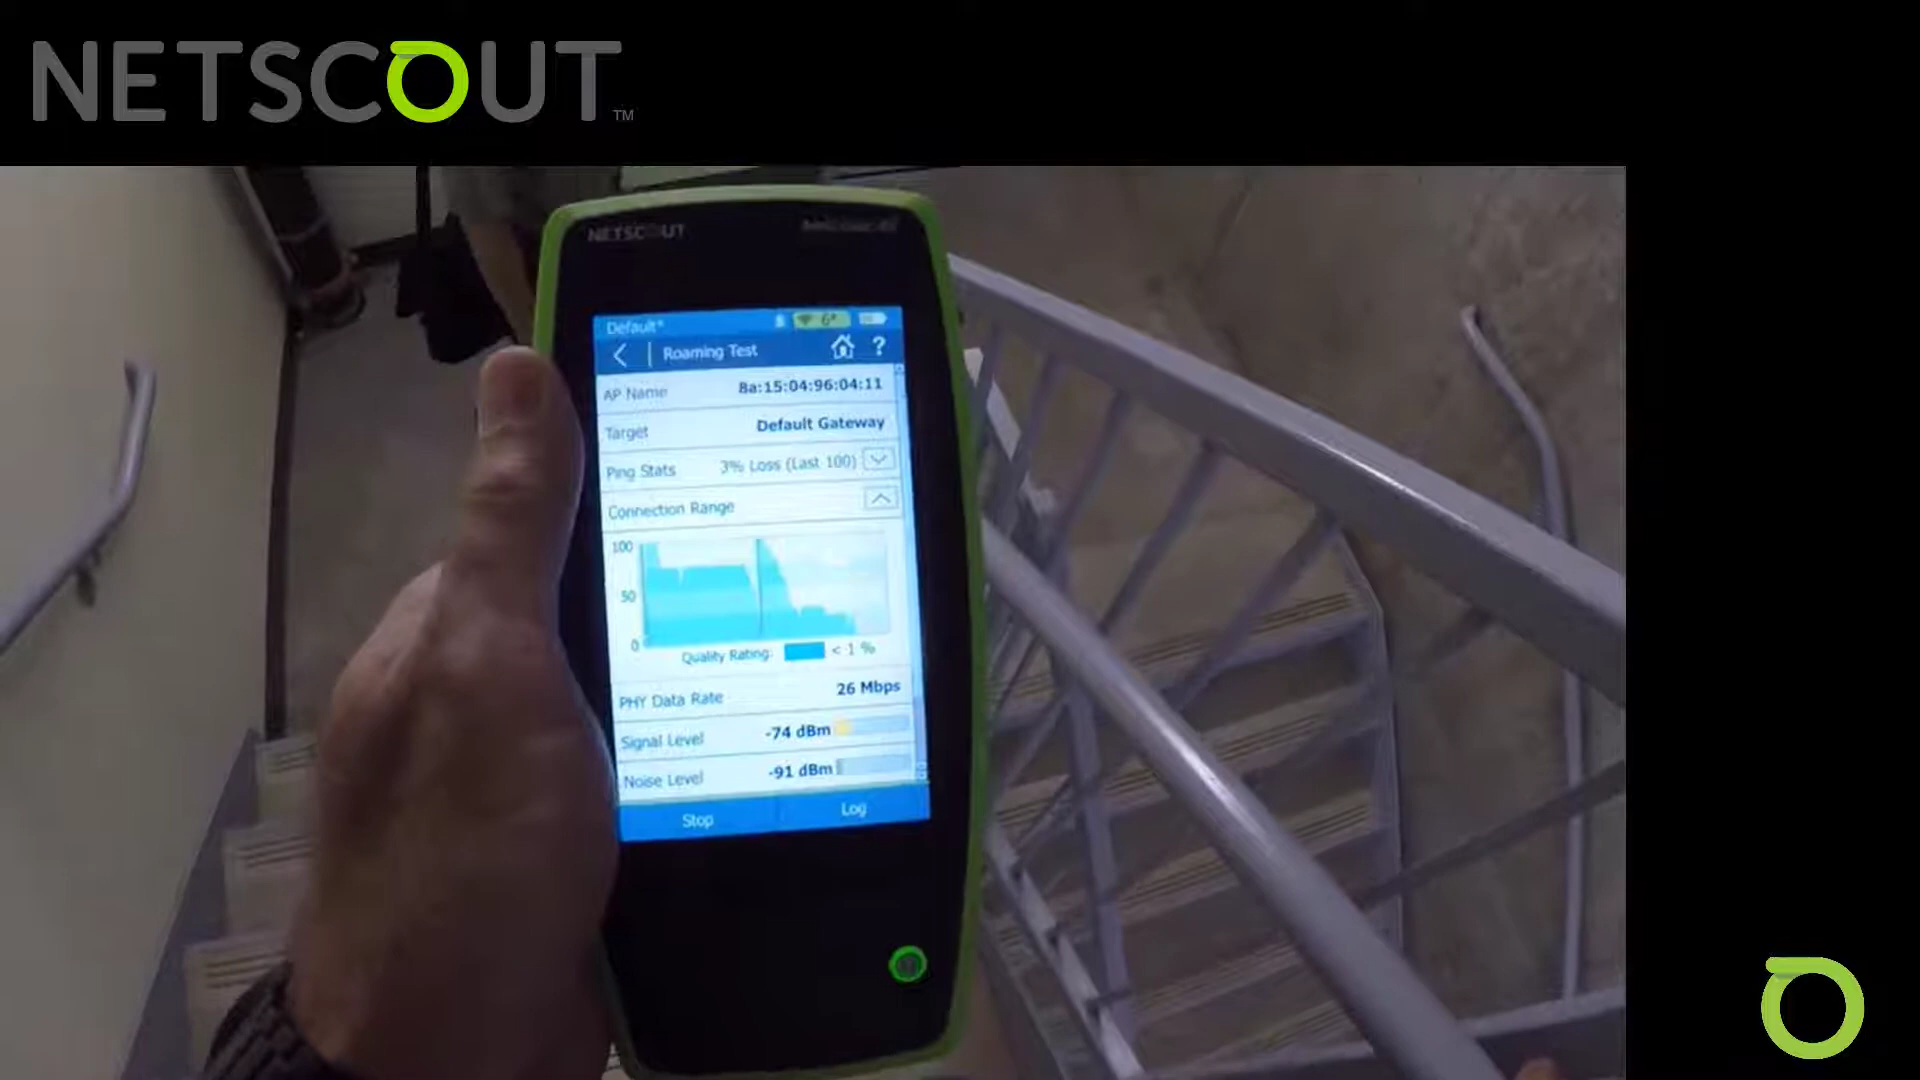 NETSCOUT™
NETSCOUT
Default*
6*
Roaming Test
?
AP Name 8a:15:04:96:04:11
Target Default Gateway
Ping Stats 3% Loss (Last 100)
Connection Range
100
50
0
Quality Rating: < 1 %
PHY Data Rate 26 Mbps
Signal Level -74 dBm
Noise Level -91 dBm
Stop Log